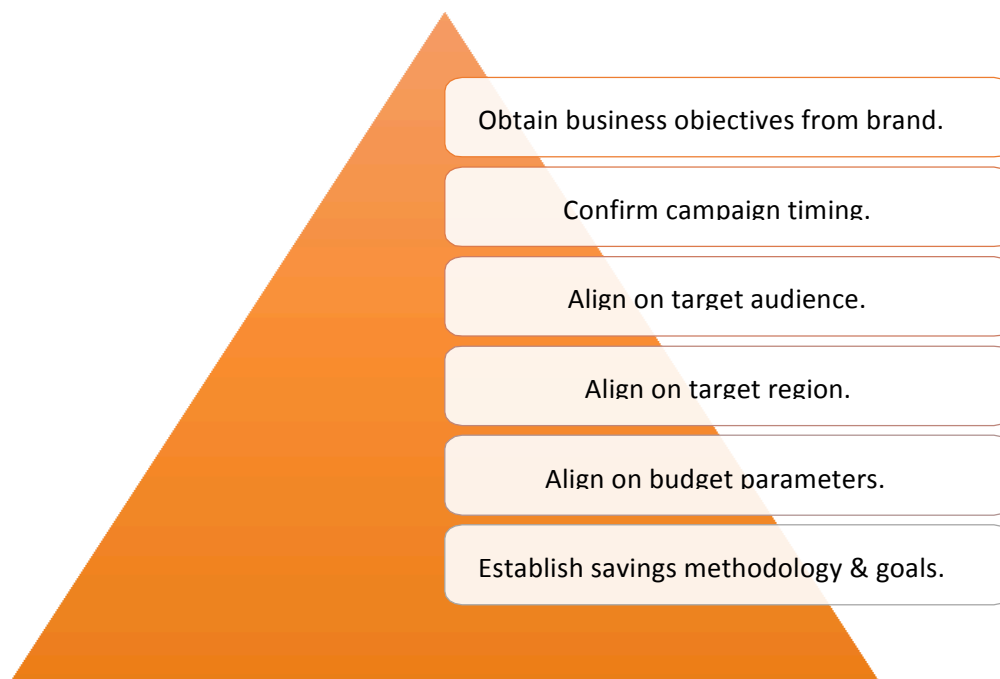 Obtain business objectives from brand.
Confirm campaign timing.
Align on target audience.
Align on target region.
Align on budget parameters.
Establish savings methodology & goals.